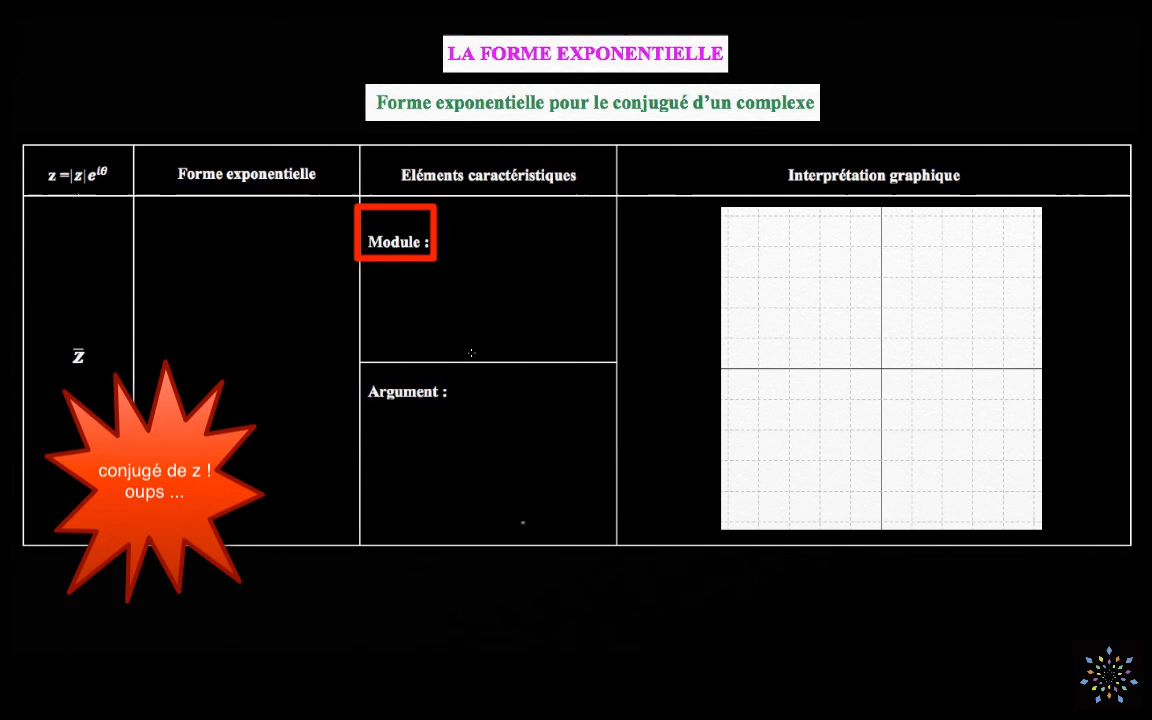 LA FORME EXPONENTIELLE
Forme exponentielle pour le conjugué d'un complexe
z =|z|e^{iθ}
Forme exponentielle
Eléments caractéristiques
Interprétation graphique
Module :
z̄
Argument :
conjugé de z !
oups ...